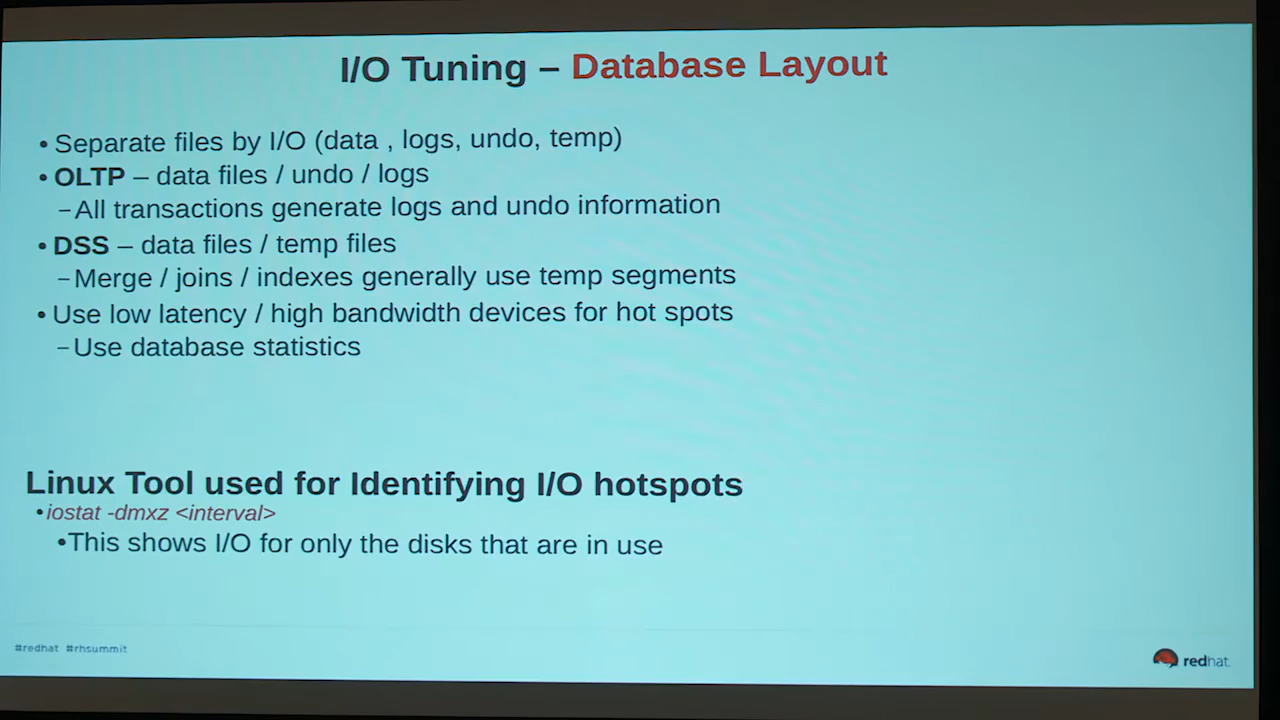 I/O Tuning – Database Layout
• Separate files by I/O (data , logs, undo, temp)
• OLTP – data files / undo / logs
–All transactions generate logs and undo information
• DSS – data files / temp files
–Merge / joins / indexes generally use temp segments
• Use low latency / high bandwidth devices for hot spots
–Use database statistics
Linux Tool used for Identifying I/O hotspots
•iostat -dmxz <interval>
•This shows I/O for only the disks that are in use
#redhat #rhsummit
redhat.